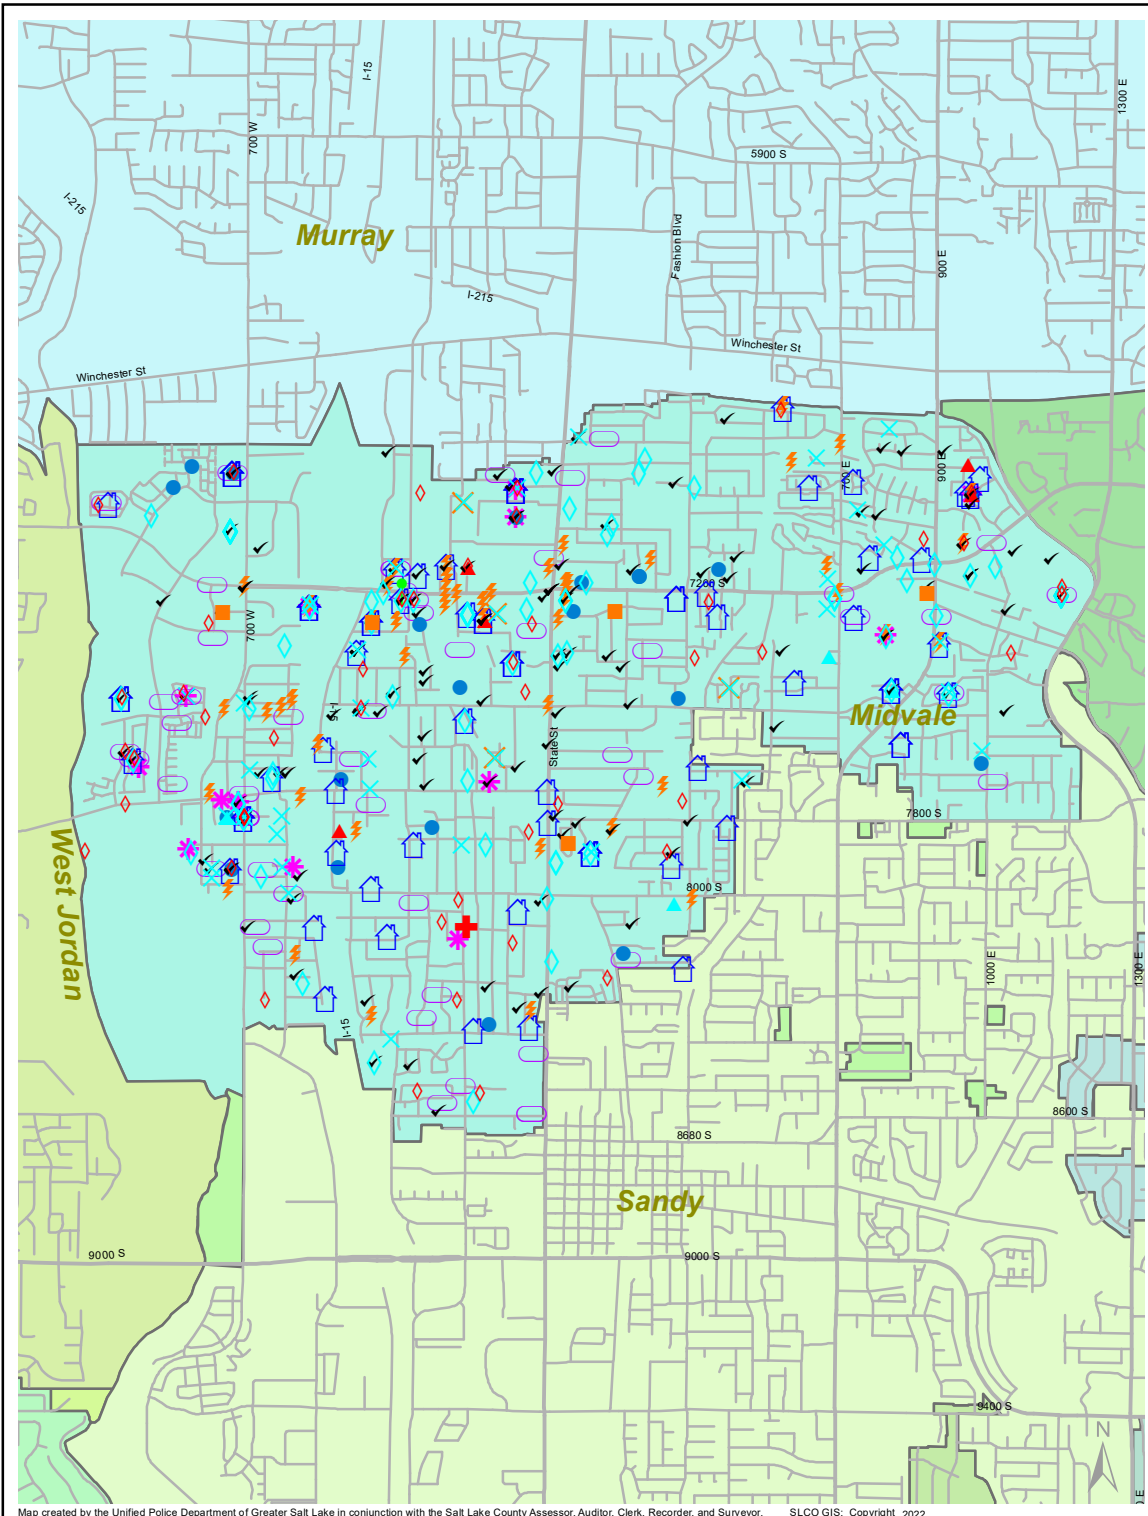 I-15
1300 E
700 W
5900 S
I-215
Murray
Fashion Blvd
900 E
I-215
Winchester St
Winchester St
700 E
900 E
7200 S
700 W
I-15
Midvale
State St
7800 S
West Jordan
8000 S
1000 E
1300 E
I-15
8600 S
8680 S
Sandy
9000 S
9000 S
9400 S
N
E
Map created by the Unified Police Department of Greater Salt Lake in conjunction with the Salt Lake County Assessor, Auditor, Clerk, Recorder, and Surveyor. SLCO GIS: Copyright 2022